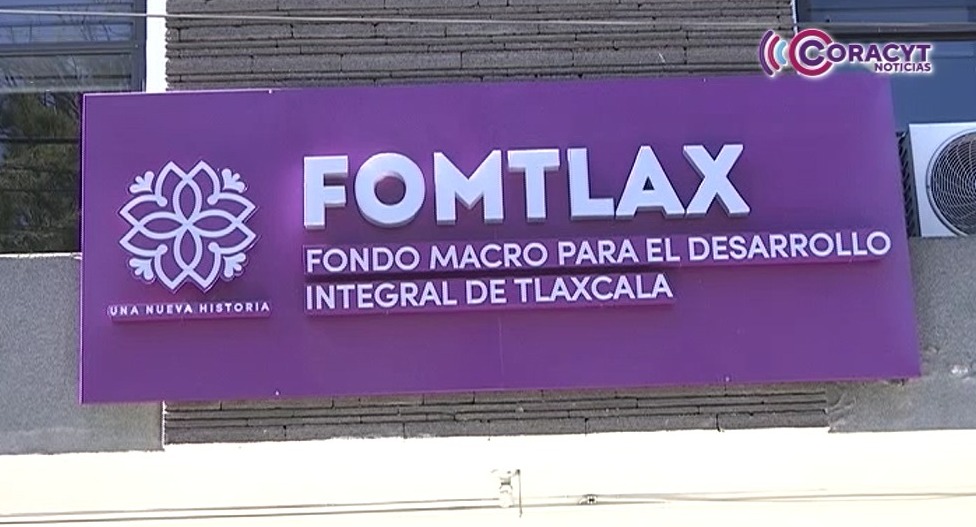 CORACYT
NOTICIAS
FOMTLAX
FONDO MACRO PARA EL DESARROLLO
INTEGRAL DE TLAXCALA
UNA NUEVA HISTORIA